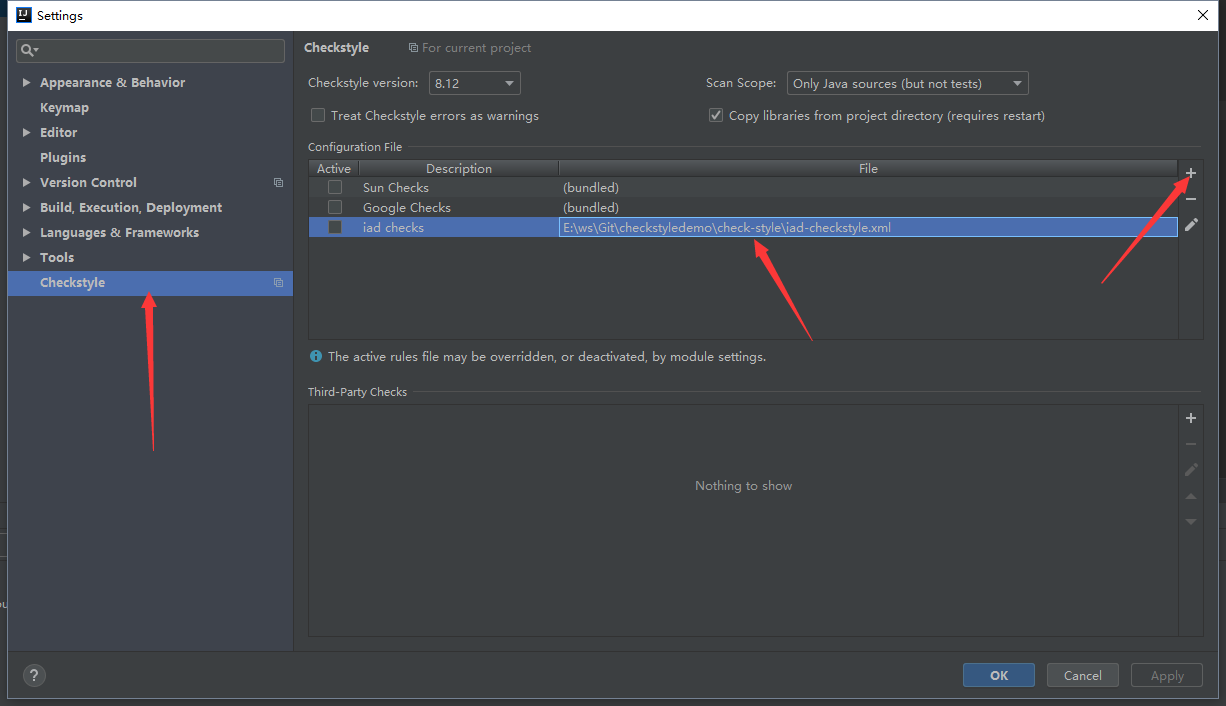 Settings
Appearance & Behavior
Keymap
Editor
Plugins
Version Control
Build, Execution, Deployment
Languages & Frameworks
Tools
Checkstyle
Checkstyle For current project
Checkstyle version: 8.12 Scan Scope: Only Java sources (but not tests)
Treat Checkstyle errors as warnings Copy libraries from project directory (requires restart)
Configuration File
Active Description File
Sun Checks (bundled)
Google Checks (bundled)
iad checks E:\ws\Git\checkstyledemo\check-style\iad-checkstyle.xml
The active rules file may be overridden, or deactivated, by module settings.
Third-Party Checks
Nothing to show
? OK Cancel Apply